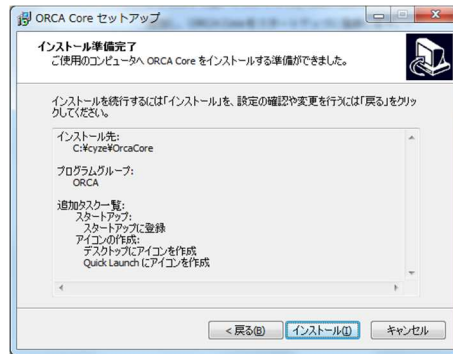 ORCA Core セットアップ
インストール準備完了
ご使用のコンピュータへ ORCA Core をインストールする準備ができました。
インストールを続行するには「インストール」を、設定の確認や変更を行うには「戻る」をクリッ
クしてください。
インストール先:
C:¥cyze¥OrcaCore
プログラムグループ:
ORCA
追加タスク一覧:
スタートアップ:
スタートアップに登録
アイコンの作成:
デスクトップにアイコンを作成
Quick Launch にアイコンを作成
< 戻る(B)
インストール(I)
キャンセル